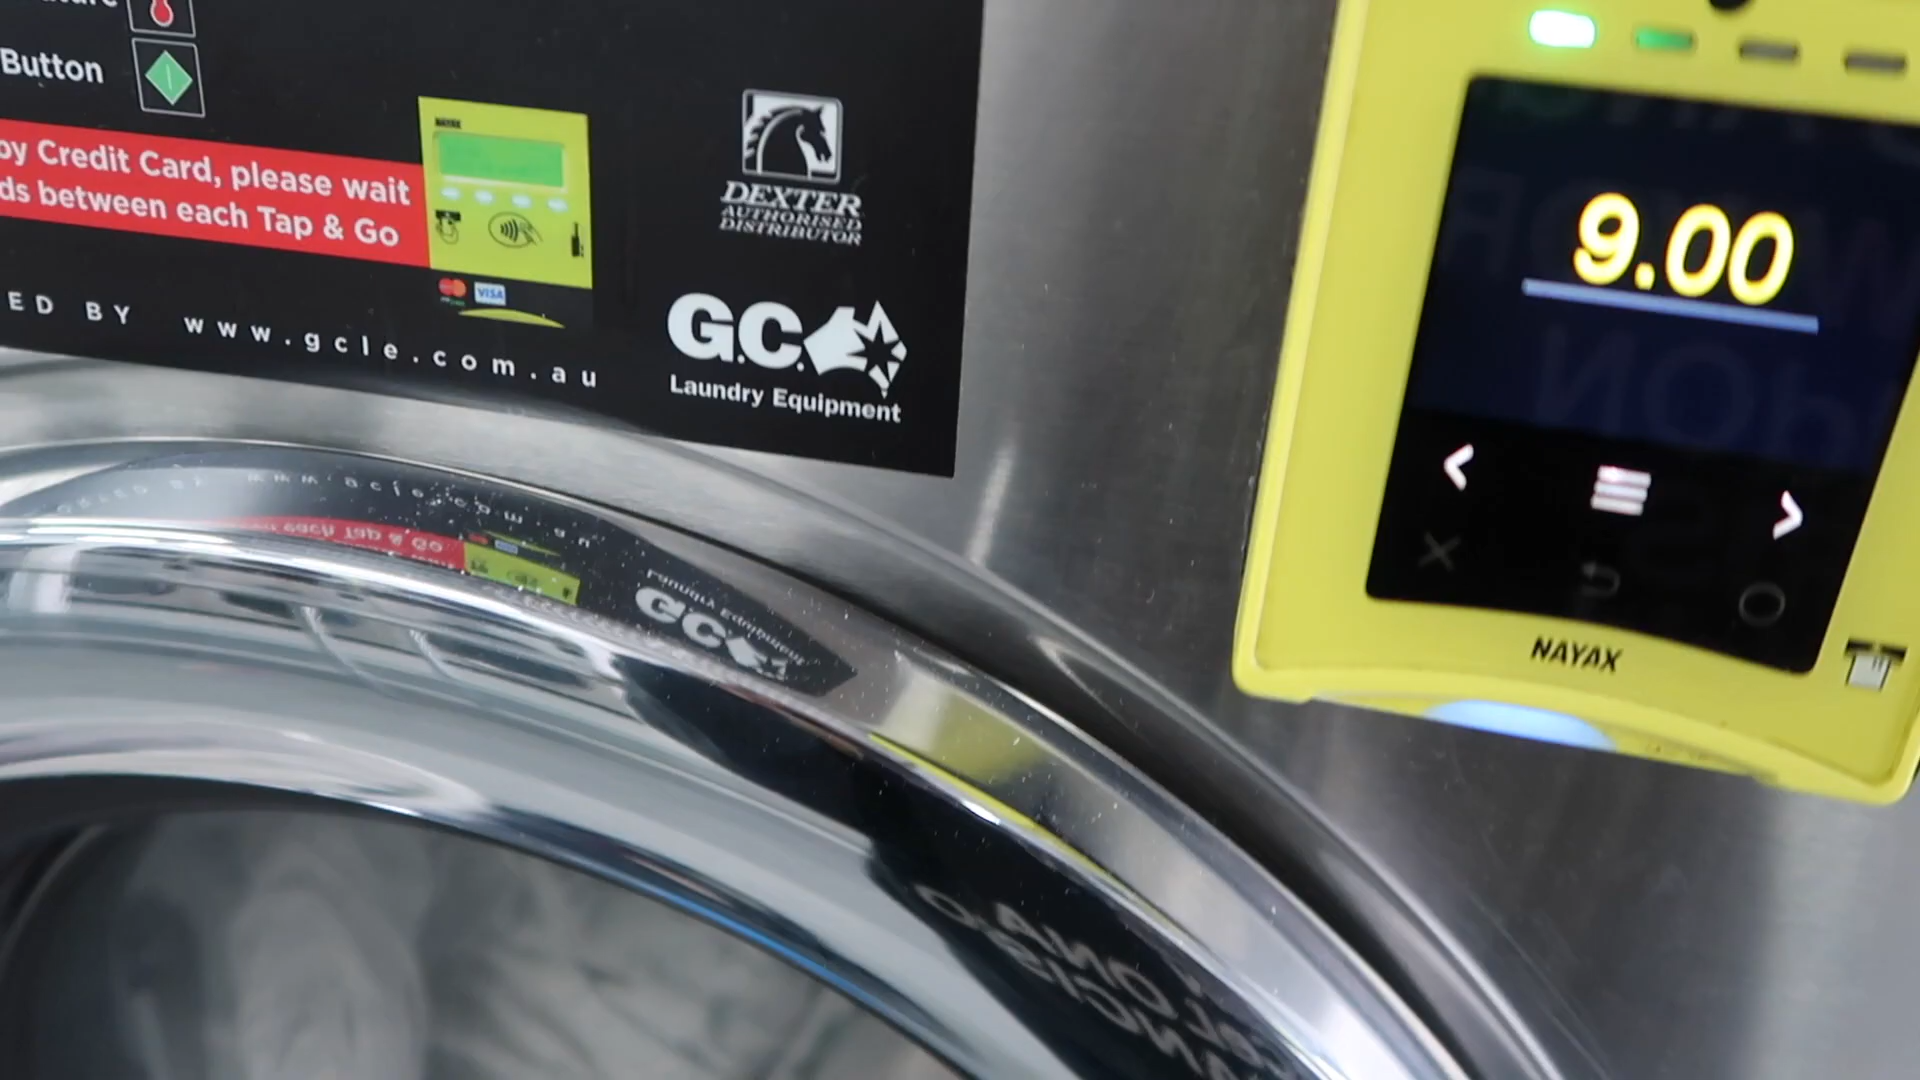 Button
by Credit Card, please wait
ds between each Tap & Go
NAYAX
VISA
ED BY www.gcle.com.au
DEXTER
AUTHORISED
DISTRIBUTOR
G.C.
Laundry Equipment
9.00
NAYAX